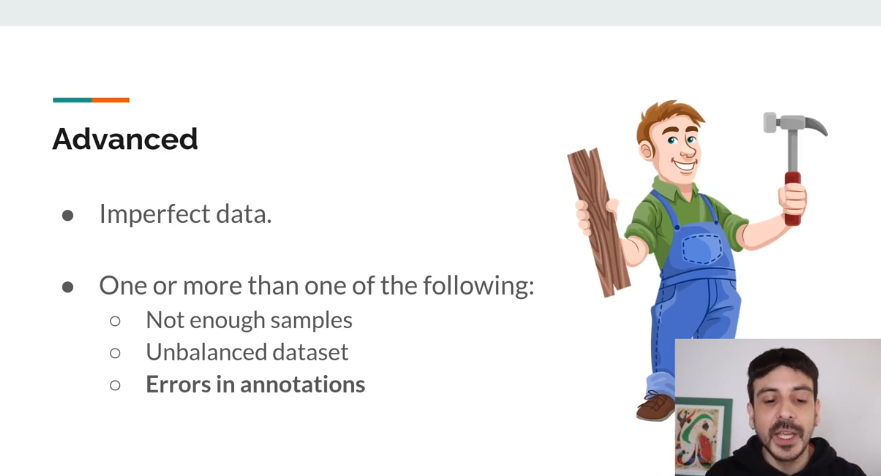 Advanced
● Imperfect data.
● One or more than one of the following:
○ Not enough samples
○ Unbalanced dataset
○ Errors in annotations